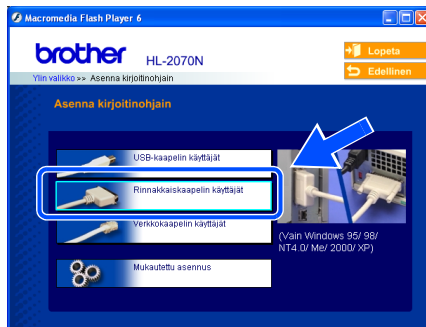 Macromedia Flash Player 6
brother HL-2070N
Lopeta
Edellinen
Ylin valikko >> Asenna kirjoitinohjain
Asenna kirjoitinohjain
USB-kaapelin käyttäjät
Rinnakkaiskaapelin käyttäjät
Verkkokaapelin käyttäjät
(Vain Windows 95/ 98/
NT4.0/ Me/ 2000/ XP)
Mukautettu asennus